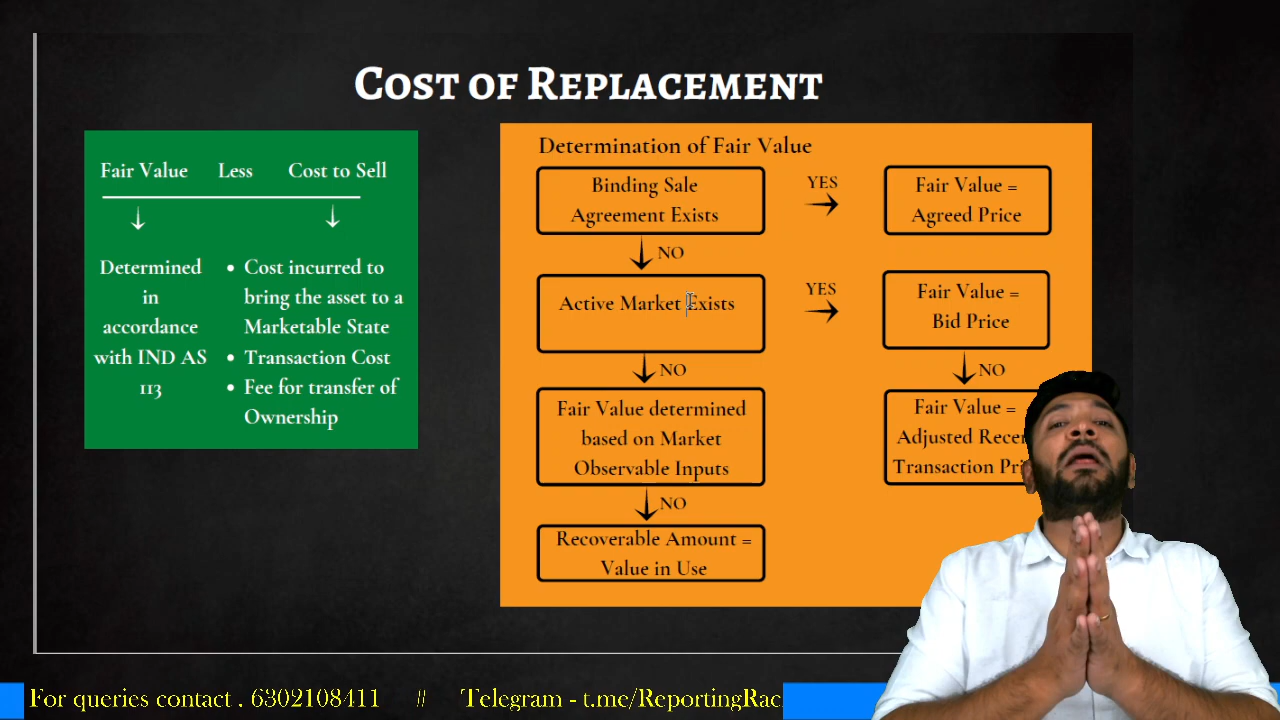 COST OF REPLACEMENT
Fair Value Less Cost to Sell
Determined
in
accordance
with IND AS
113
• Cost incurred to
bring the asset to a
Marketable State
• Transaction Cost
• Fee for transfer of
Ownership
Determination of Fair Value
Binding Sale
Agreement Exists
YES
Fair Value =
Agreed Price
NO
Active Market Exists
YES
Fair Value =
Bid Price
NO
NO
Fair Value determined
based on Market
Observable Inputs
Fair Value =
Adjusted
Transaction
NO
Recoverable Amount =
Value in Use
For queries contact . 6302108411 # Telegram - t.me/ReportingRac